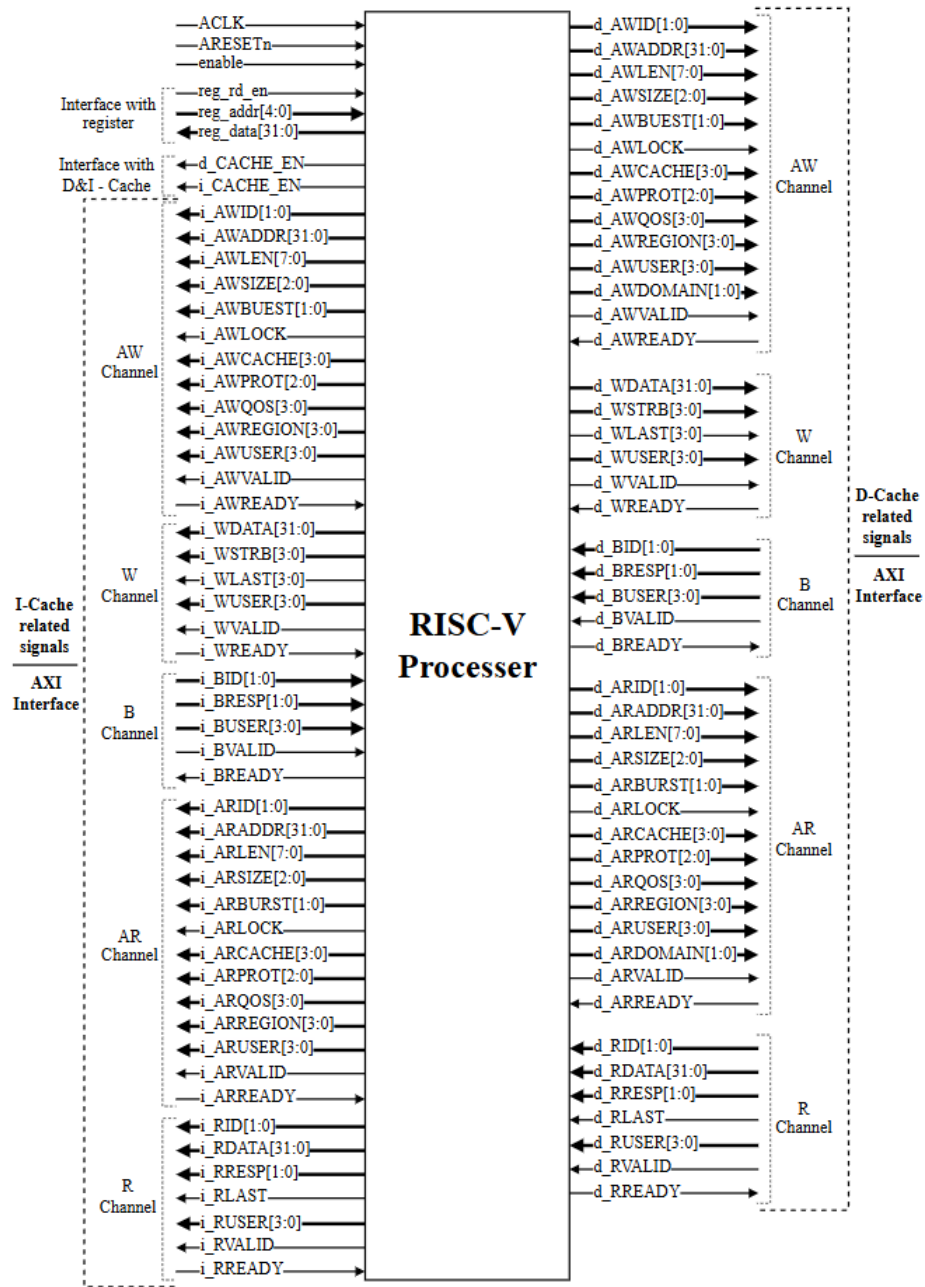 ACLK
ARESETn
enable
Interface with
register
reg_rd_en
reg_addr[4:0]
reg_data[31:0]
Interface with
D&I - Cache
d_CACHE_EN
i_CACHE_EN
I-Cache
related
signals
AXI
Interface
AW
Channel
i_AWID[1:0]
i_AWADDR[31:0]
i_AWLEN[7:0]
i_AWSIZE[2:0]
i_AWBUEST[1:0]
i_AWLOCK
i_AWCACHE[3:0]
i_AWPROT[2:0]
i_AWQOS[3:0]
i_AWREGION[3:0]
i_AWUSER[3:0]
i_AWVALID
i_AWREADY
W
Channel
i_WDATA[31:0]
i_WSTRB[3:0]
i_WLAST[3:0]
i_WUSER[3:0]
i_WVALID
i_WREADY
B
Channel
i_BID[1:0]
i_BRESP[1:0]
i_BUSER[3:0]
i_BVALID
i_BREADY
AR
Channel
i_ARID[1:0]
i_ARADDR[31:0]
i_ARLEN[7:0]
i_ARSIZE[2:0]
i_ARBURST[1:0]
i_ARLOCK
i_ARCACHE[3:0]
i_ARPROT[2:0]
i_ARQOS[3:0]
i_ARREGION[3:0]
i_ARUSER[3:0]
i_ARVALID
i_ARREADY
R
Channel
i_RID[1:0]
i_RDATA[31:0]
i_RRESP[1:0]
i_RLAST
i_RUSER[3:0]
i_RVALID
i_RREADY
RISC-V
Processer
d_AWID[1:0]
d_AWADDR[31:0]
d_AWLEN[7:0]
d_AWSIZE[2:0]
d_AWBUEST[1:0]
d_AWLOCK
d_AWCACHE[3:0]
d_AWPROT[2:0]
d_AWQOS[3:0]
d_AWREGION[3:0]
d_AWUSER[3:0]
d_AWDOMAIN[1:0]
d_AWVALID
d_AWREADY
AW
Channel
d_WDATA[31:0]
d_WSTRB[3:0]
d_WLAST[3:0]
d_WUSER[3:0]
d_WVALID
d_WREADY
W
Channel
d_BID[1:0]
d_BRESP[1:0]
d_BUSER[3:0]
d_BVALID
d_BREADY
B
Channel
d_ARID[1:0]
d_ARADDR[31:0]
d_ARLEN[7:0]
d_ARSIZE[2:0]
d_ARBURST[1:0]
d_ARLOCK
d_ARCACHE[3:0]
d_ARPROT[2:0]
d_ARQOS[3:0]
d_ARREGION[3:0]
d_ARUSER[3:0]
d_ARDOMAIN[1:0]
d_ARVALID
d_ARREADY
AR
Channel
d_RID[1:0]
d_RDATA[31:0]
d_RRESP[1:0]
d_RLAST
d_RUSER[3:0]
d_RVALID
d_RREADY
R
Channel
D-Cache
related
signals
AXI
Interface